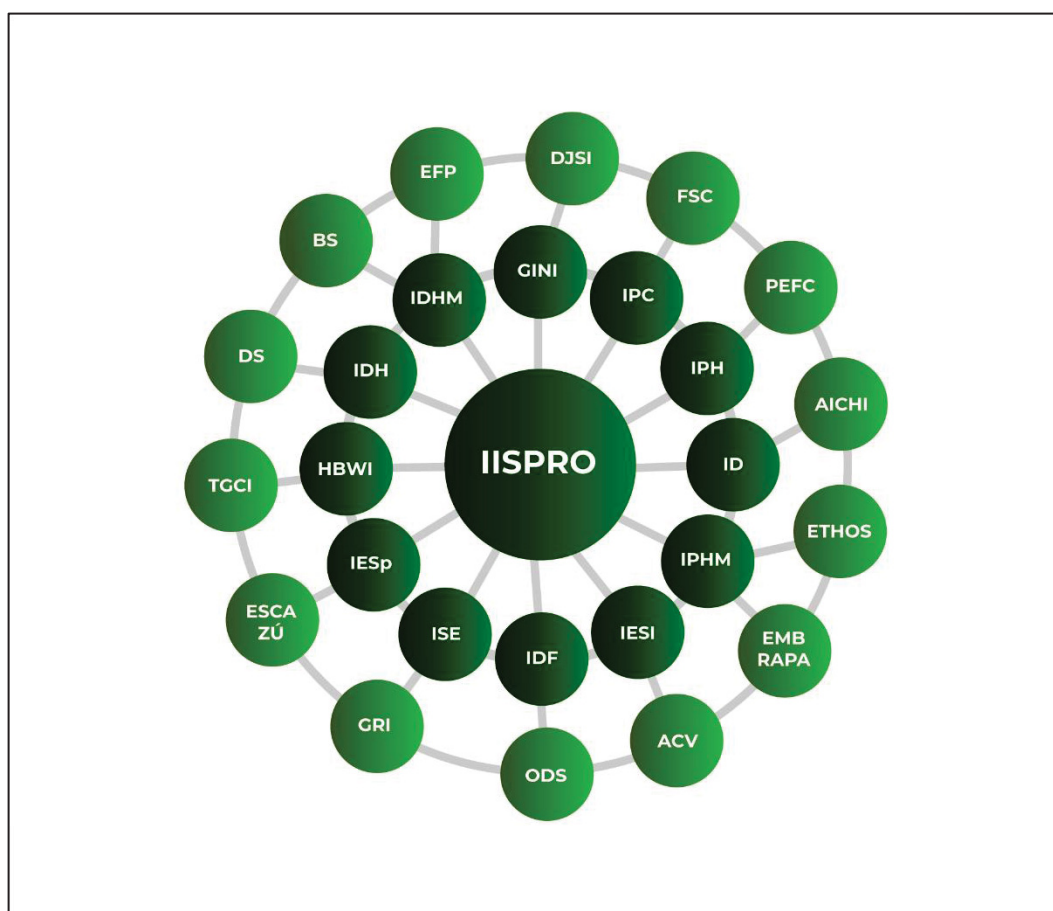 DJSI
EFP
FSC
BS
GINI
PEFC
IDHM
IPC
DS
IDH
IPH
AICHI
IISPRO
HBWI
ID
TGCI
ETHOS
IESp
IPHM
ESCA
ZÚ
ISE
IESI
IDF
EMB
RAPA
GRI
ACV
ODS